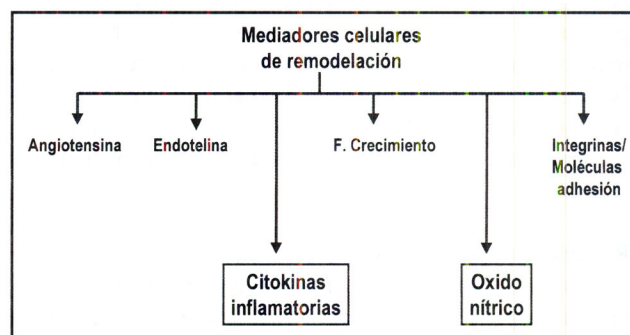 Mediadores celulares
de remodelación
Angiotensina
Endotelina
F. Crecimiento
Integrinas/
Moléculas
adhesión
Citokinas
inflamatorias
Oxido
nítrico